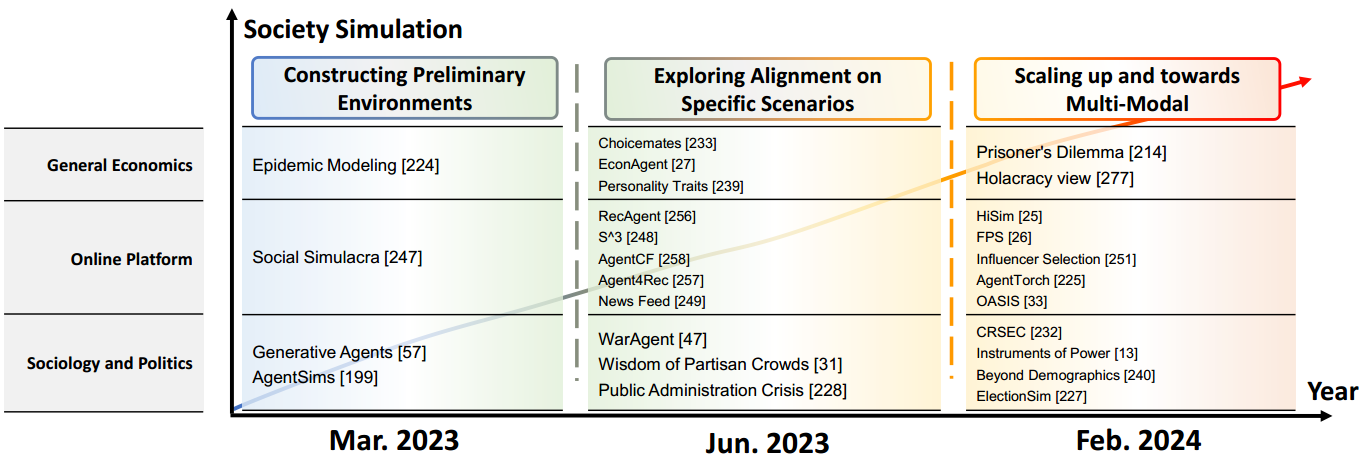 Society Simulation
Constructing Preliminary
Environments
Exploring Alignment on
Specific Scenarios
Scaling up and towards
Multi-Modal
General Economics
Epidemic Modeling [224]
Choicemates [233]
EconAgent [27]
Personality Traits [239]
Prisoner's Dilemma [214]
Holacracy view [277]
Online Platform
Social Simulacra [247]
RecAgent [256]
S^3 [248]
AgentCF [258]
Agent4Rec [257]
News Feed [249]
HiSim [25]
FPS [26]
Influencer Selection [251]
AgentTorch [225]
OASIS [33]
Sociology and Politics
Generative Agents [57]
AgentSims [199]
WarAgent [47]
Wisdom of Partisan Crowds [31]
Public Administration Crisis [228]
CRSEC [232]
Instruments of Power [13]
Beyond Demographics [240]
ElectionSim [227]
Year
Mar. 2023
Jun. 2023
Feb. 2024